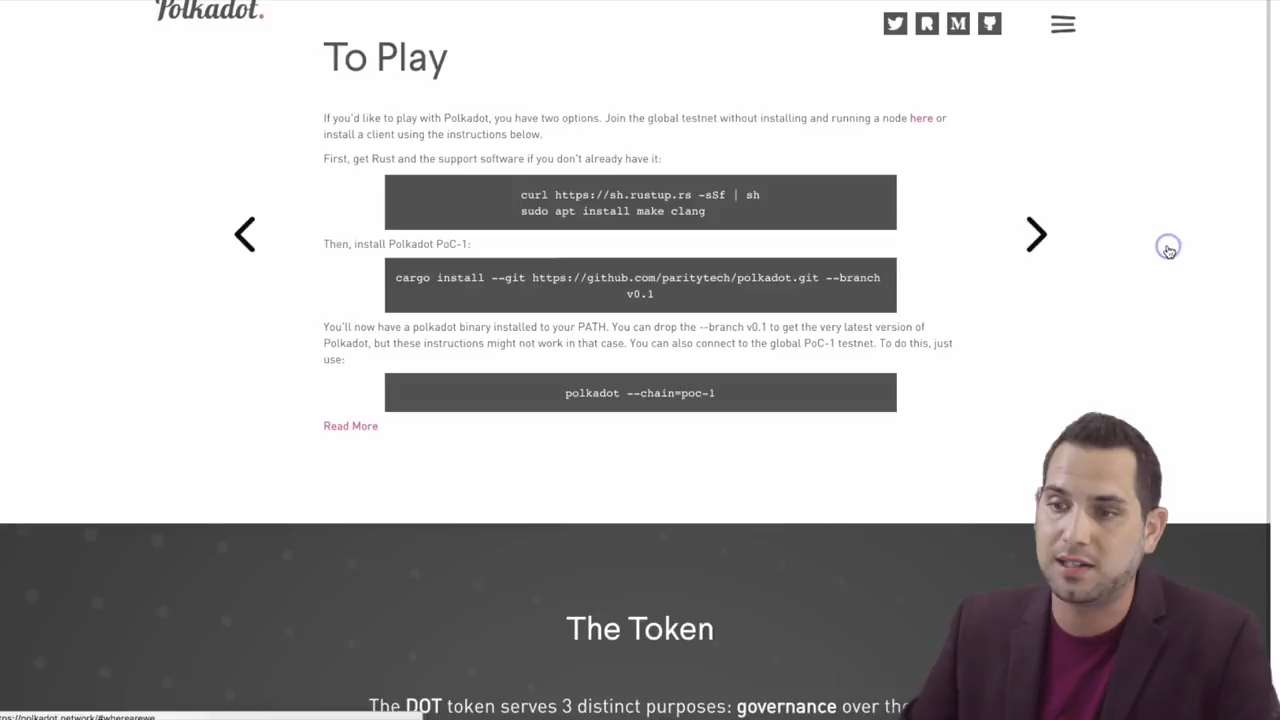 Polkadot.
To Play
If you'd like to play with Polkadot, you have two options. Join the global testnet without installing and running a node here or
install a client using the instructions below.
First, get Rust and the support software if you don't already have it:
curl https://sh.rustup.rs -sSf | sh
sudo apt install make clang
Then, install Polkadot PoC-1:
cargo install --git https://github.com/paritytech/polkadot.git --branch
v0.1
You'll now have a polkadot binary installed to your PATH. You can drop the --branch v0.1 to get the very latest version of
Polkadot, but these instructions might not work in that case. You can also connect to the global PoC-1 testnet. To do this, just
use:
polkadot --chain=poc-1
Read More
The Token
The DOT token serves 3 distinct purposes: governance over the
tps://polkadot.network/#wherearewe